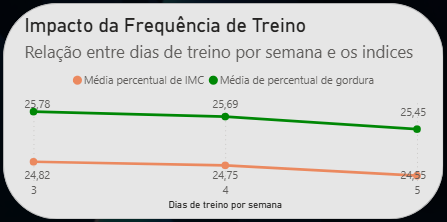 Impacto da Frequência de Treino
Relação entre dias de treino por semana e os indices
Média percentual de IMC Média de percentual de gordura
25,78 25,69 25,45
24,82 24,75 24,55
3 4 5
Dias de treino por semana